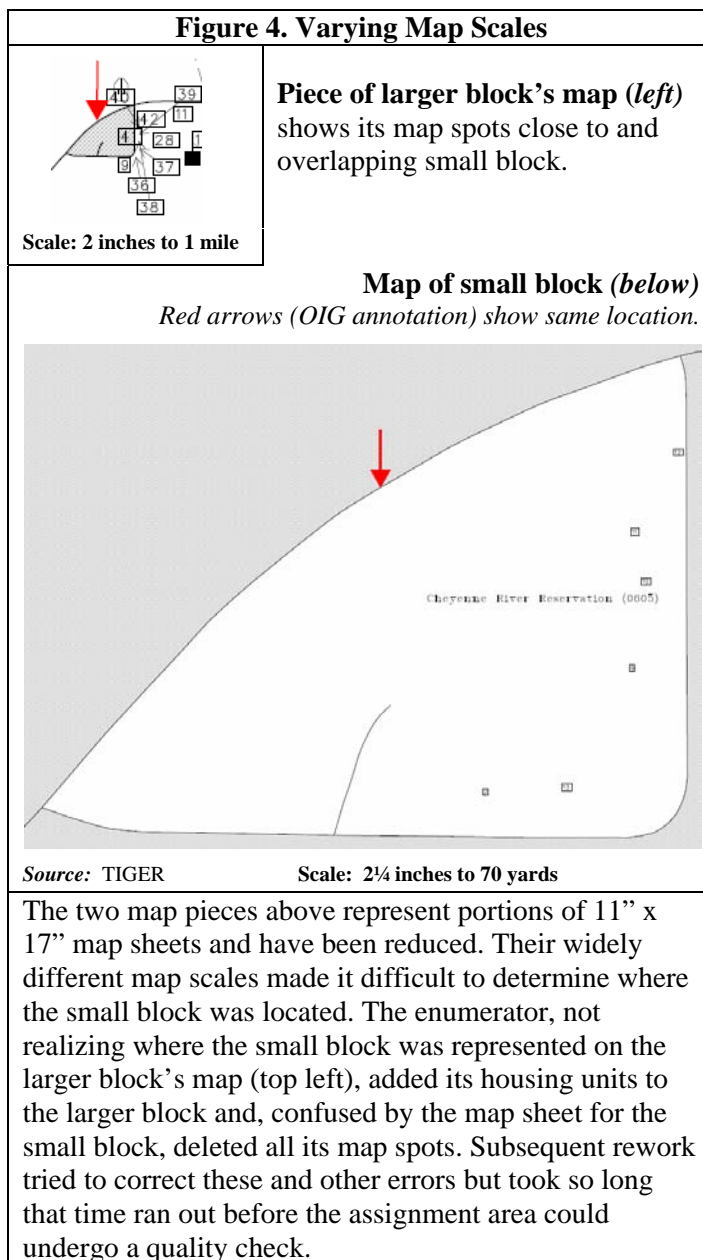 Figure 4. Varying Map Scales
40
39
42
11
41
28
1
9
37
36
38
Scale: 2 inches to 1 mile
Piece of larger block’s map (left)
shows its map spots close to and
overlapping small block.
Map of small block (below)
Red arrows (OIG annotation) show same location.
Cheyenne River Reservation (0605)
Source: TIGER Scale: 2¼ inches to 70 yards
The two map pieces above represent portions of 11” x
17” map sheets and have been reduced. Their widely
different map scales made it difficult to determine where
the small block was located. The enumerator, not
realizing where the small block was represented on the
larger block’s map (top left), added its housing units to
the larger block and, confused by the map sheet for the
small block, deleted all its map spots. Subsequent rework
tried to correct these and other errors but took so long
that time ran out before the assignment area could
undergo a quality check.